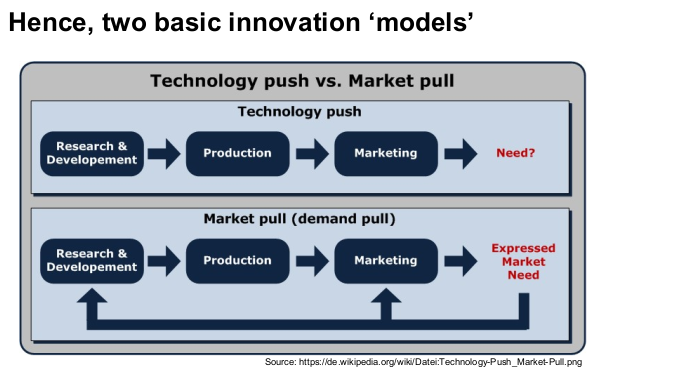 Hence, two basic innovation ‘models’
Technology push vs. Market pull
Technology push
Research &
Developement
Production
Marketing
Need?
Market pull (demand pull)
Research &
Developement
Production
Marketing
Expressed
Market
Need
Source: https://de.wikipedia.org/wiki/Datei:Technology-Push_Market-Pull.png